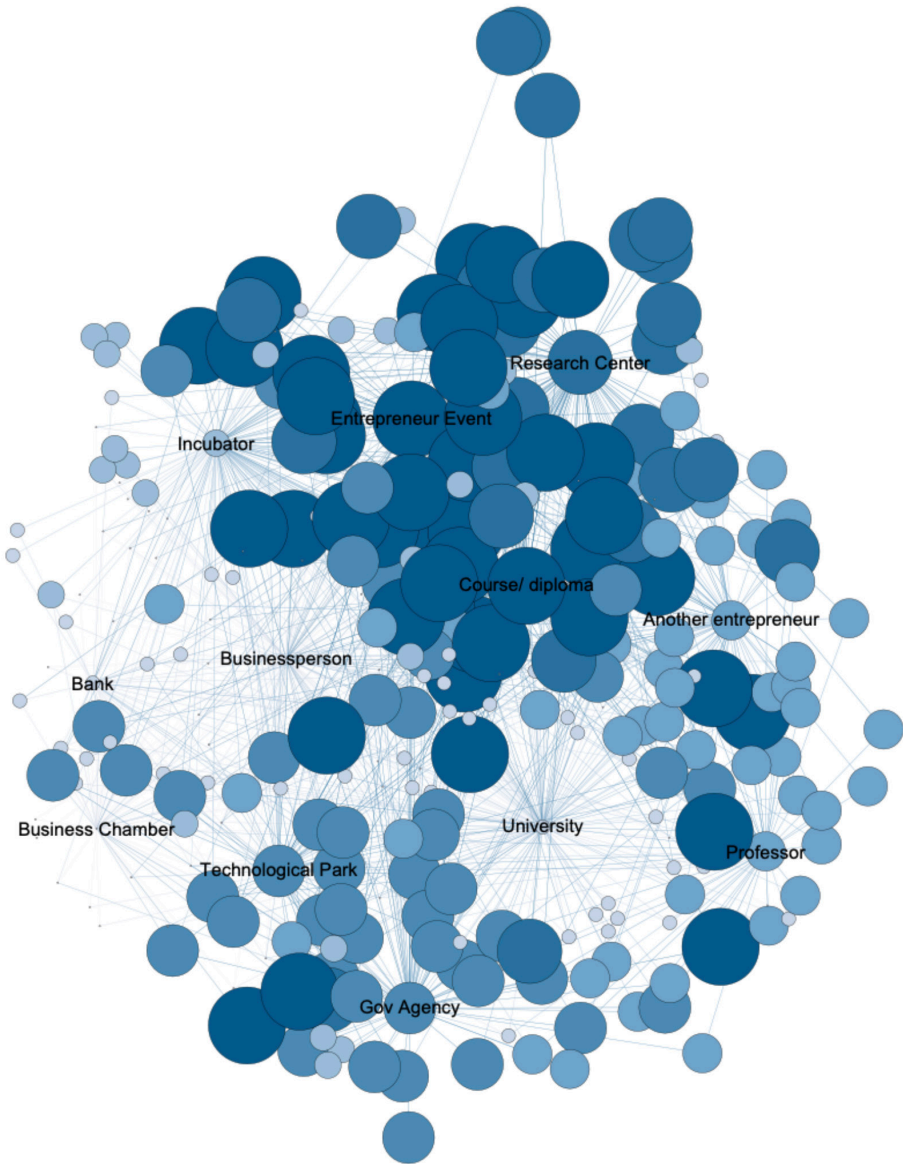 Research Center
Entrepreneur Event
Incubator
Course/ diploma
Another entrepreneur
Businessperson
Bank
University
Business Chamber
Professor
Technological Park
Gov Agency